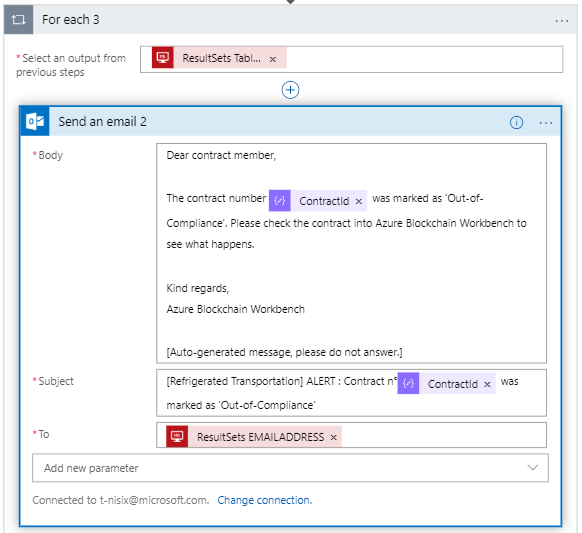 For each 3
...
* Select an output from
previous steps
SQL ResultSets Tabl... ×
Send an email 2
...
* Body
Dear contract member,
The contract number ContractId × was marked as ‘Out-of-
Compliance’. Please check the contract into Azure Blockchain Workbench to
see what happens.
Kind regards,
Azure Blockchain Workbench
[Auto-generated message, please do not answer.]
* Subject
[Refrigerated Transportation] ALERT : Contract n° ContractId × was
marked as ‘Out-of-Compliance’
* To
SQL ResultSets EMAILADDRESS ×
Add new parameter
Connected to t-nisix@microsoft.com. Change connection.